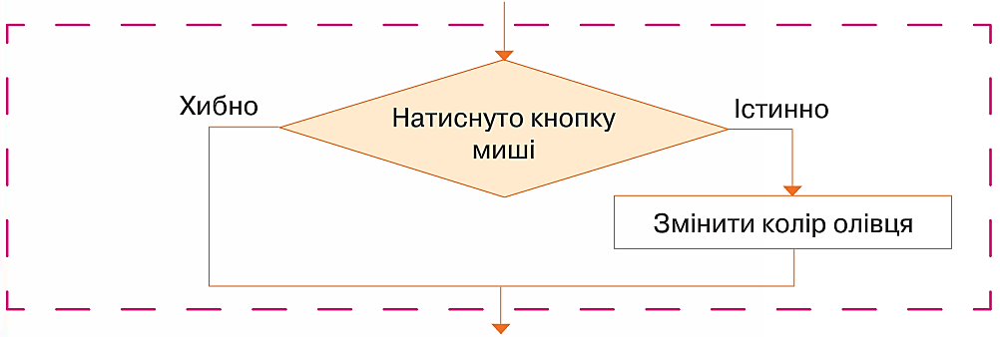 Хибно
Істинно
Натиснуто кнопку
миші
Змінити колір олівця